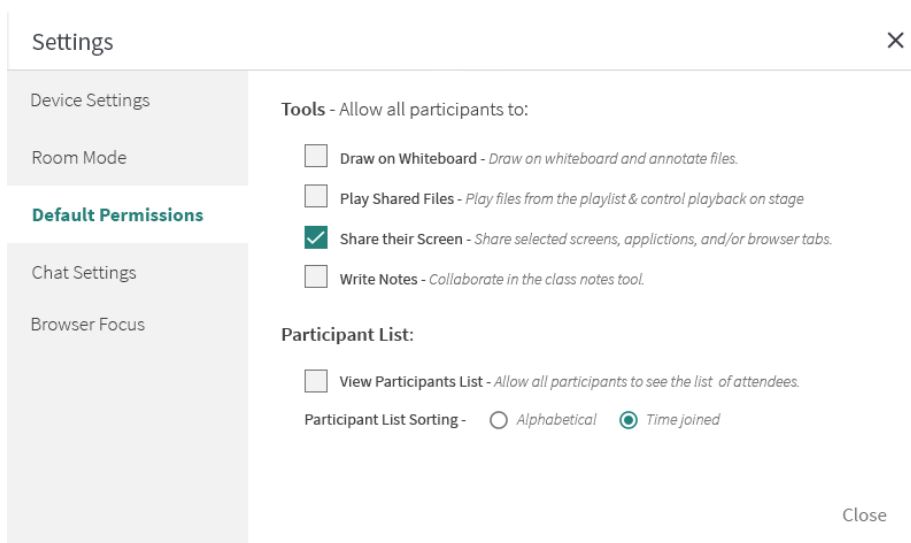 Settings
Device Settings
Room Mode
Default Permissions
Chat Settings
Browser Focus
Tools - Allow all participants to:
Draw on Whiteboard - Draw on whiteboard and annotate files.
Play Shared Files - Play files from the playlist & control playback on stage
Share their Screen - Share selected screens, applictions, and/or browser tabs.
Write Notes - Collaborate in the class notes tool.
Participant List:
View Participants List - Allow all participants to see the list of attendees.
Participant List Sorting - Alphabetical Time joined
Close